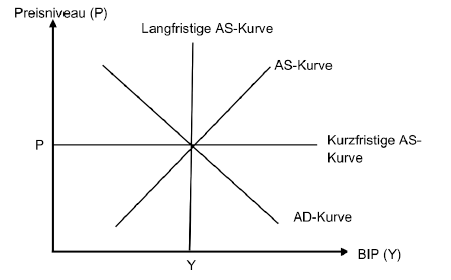 Preisniveau (P)
Langfristige AS-Kurve
AS-Kurve
P
Kurzfristige AS-
Kurve
AD-Kurve
Y
BIP (Y)